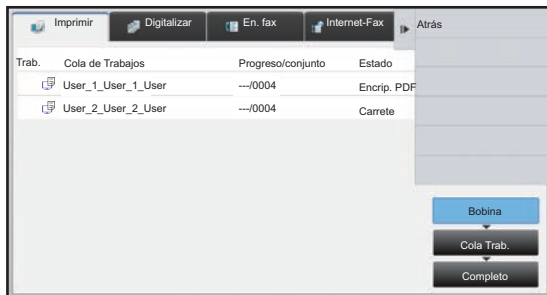 Imprimir Digitalizar En. fax Internet-Fax Atrás
Trab. Cola de Trabajos Progreso/conjunto Estado
User_1_User_1_User ---/0004 Encrip. PDF
User_2_User_2_User ---/0004 Carrete
Bobina
Cola Trab.
Completo